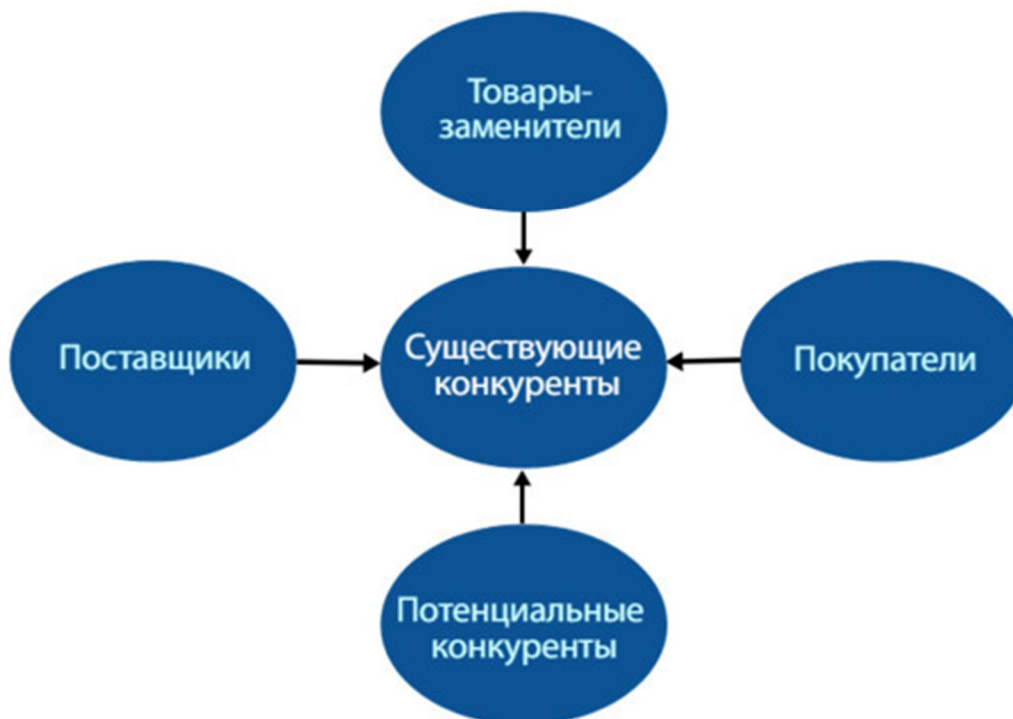 Товары-
заменители
Поставщики
Существующие
конкуренты
Покупатели
Потенциальные
конкуренты